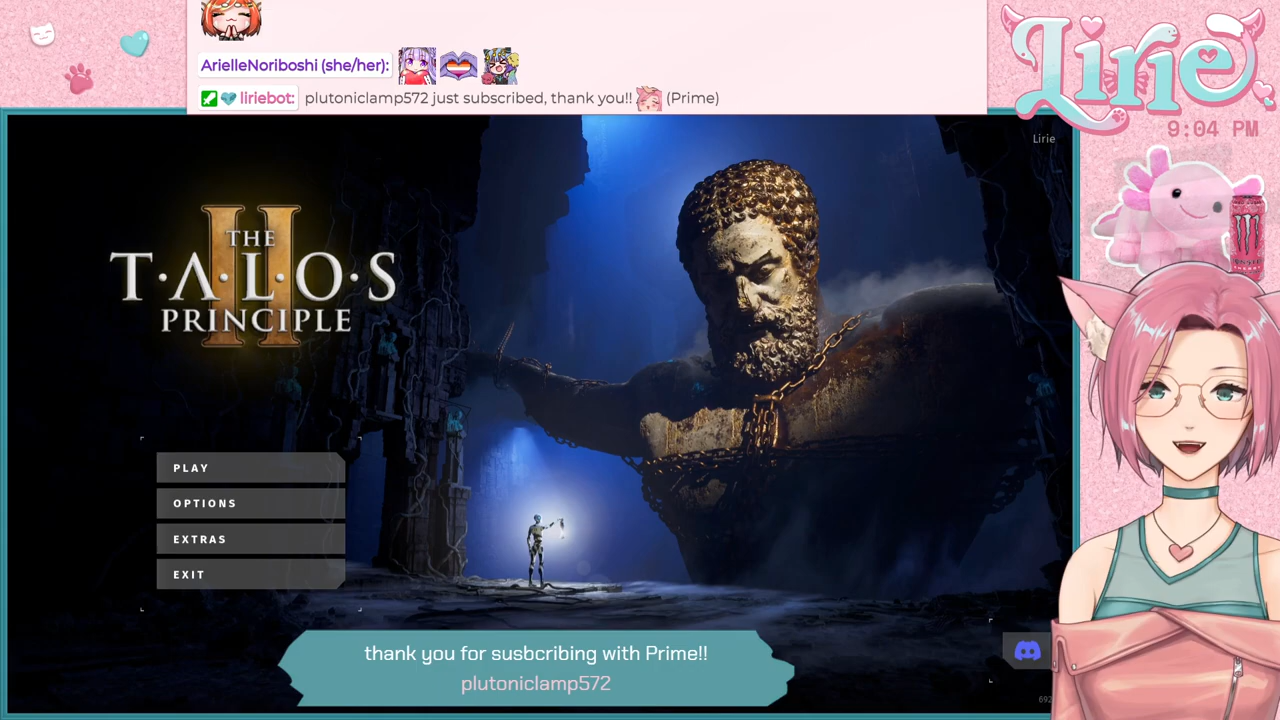 ArielleNoriboshi (she/her):
liriebot: plutoniclamp572 just subscribed, thank you!! (Prime)
Lirie
9:04 PM
Lirie
THE
II
T·A·L·O·S
PRINCIPLE
PLAY
OPTIONS
EXTRAS
EXIT
thank you for susbcribing with Prime!!
plutoniclamp572
692